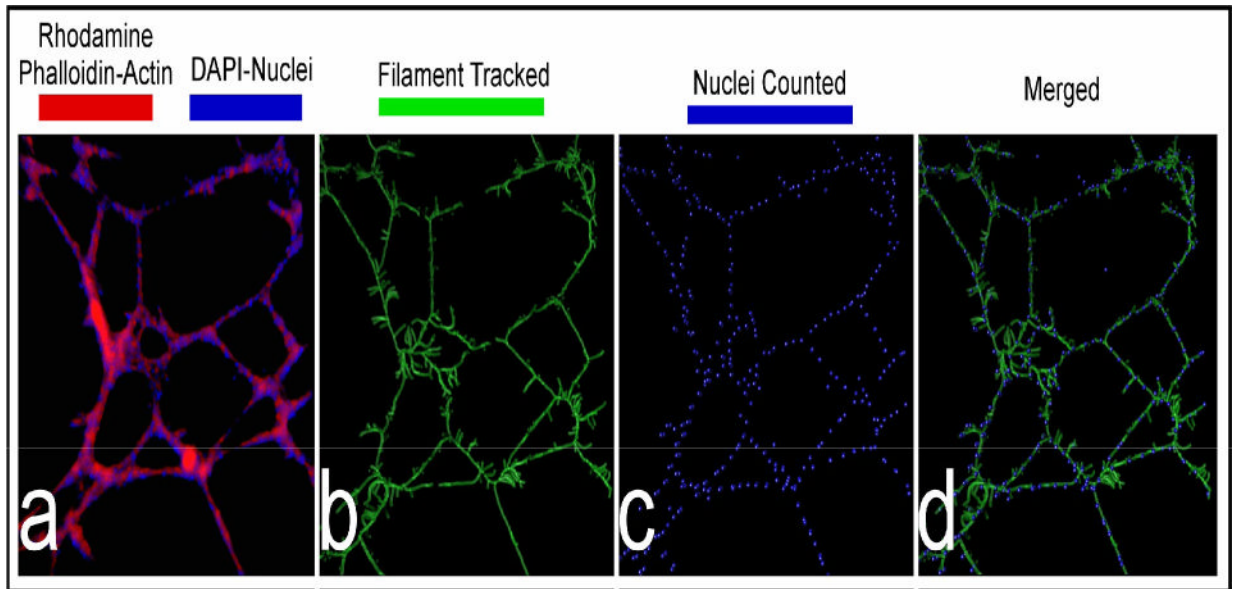 Rhodamine
Phalloidin-Actin
DAPI-Nuclei
Filament Tracked
Nuclei Counted
Merged
a
b
c
d